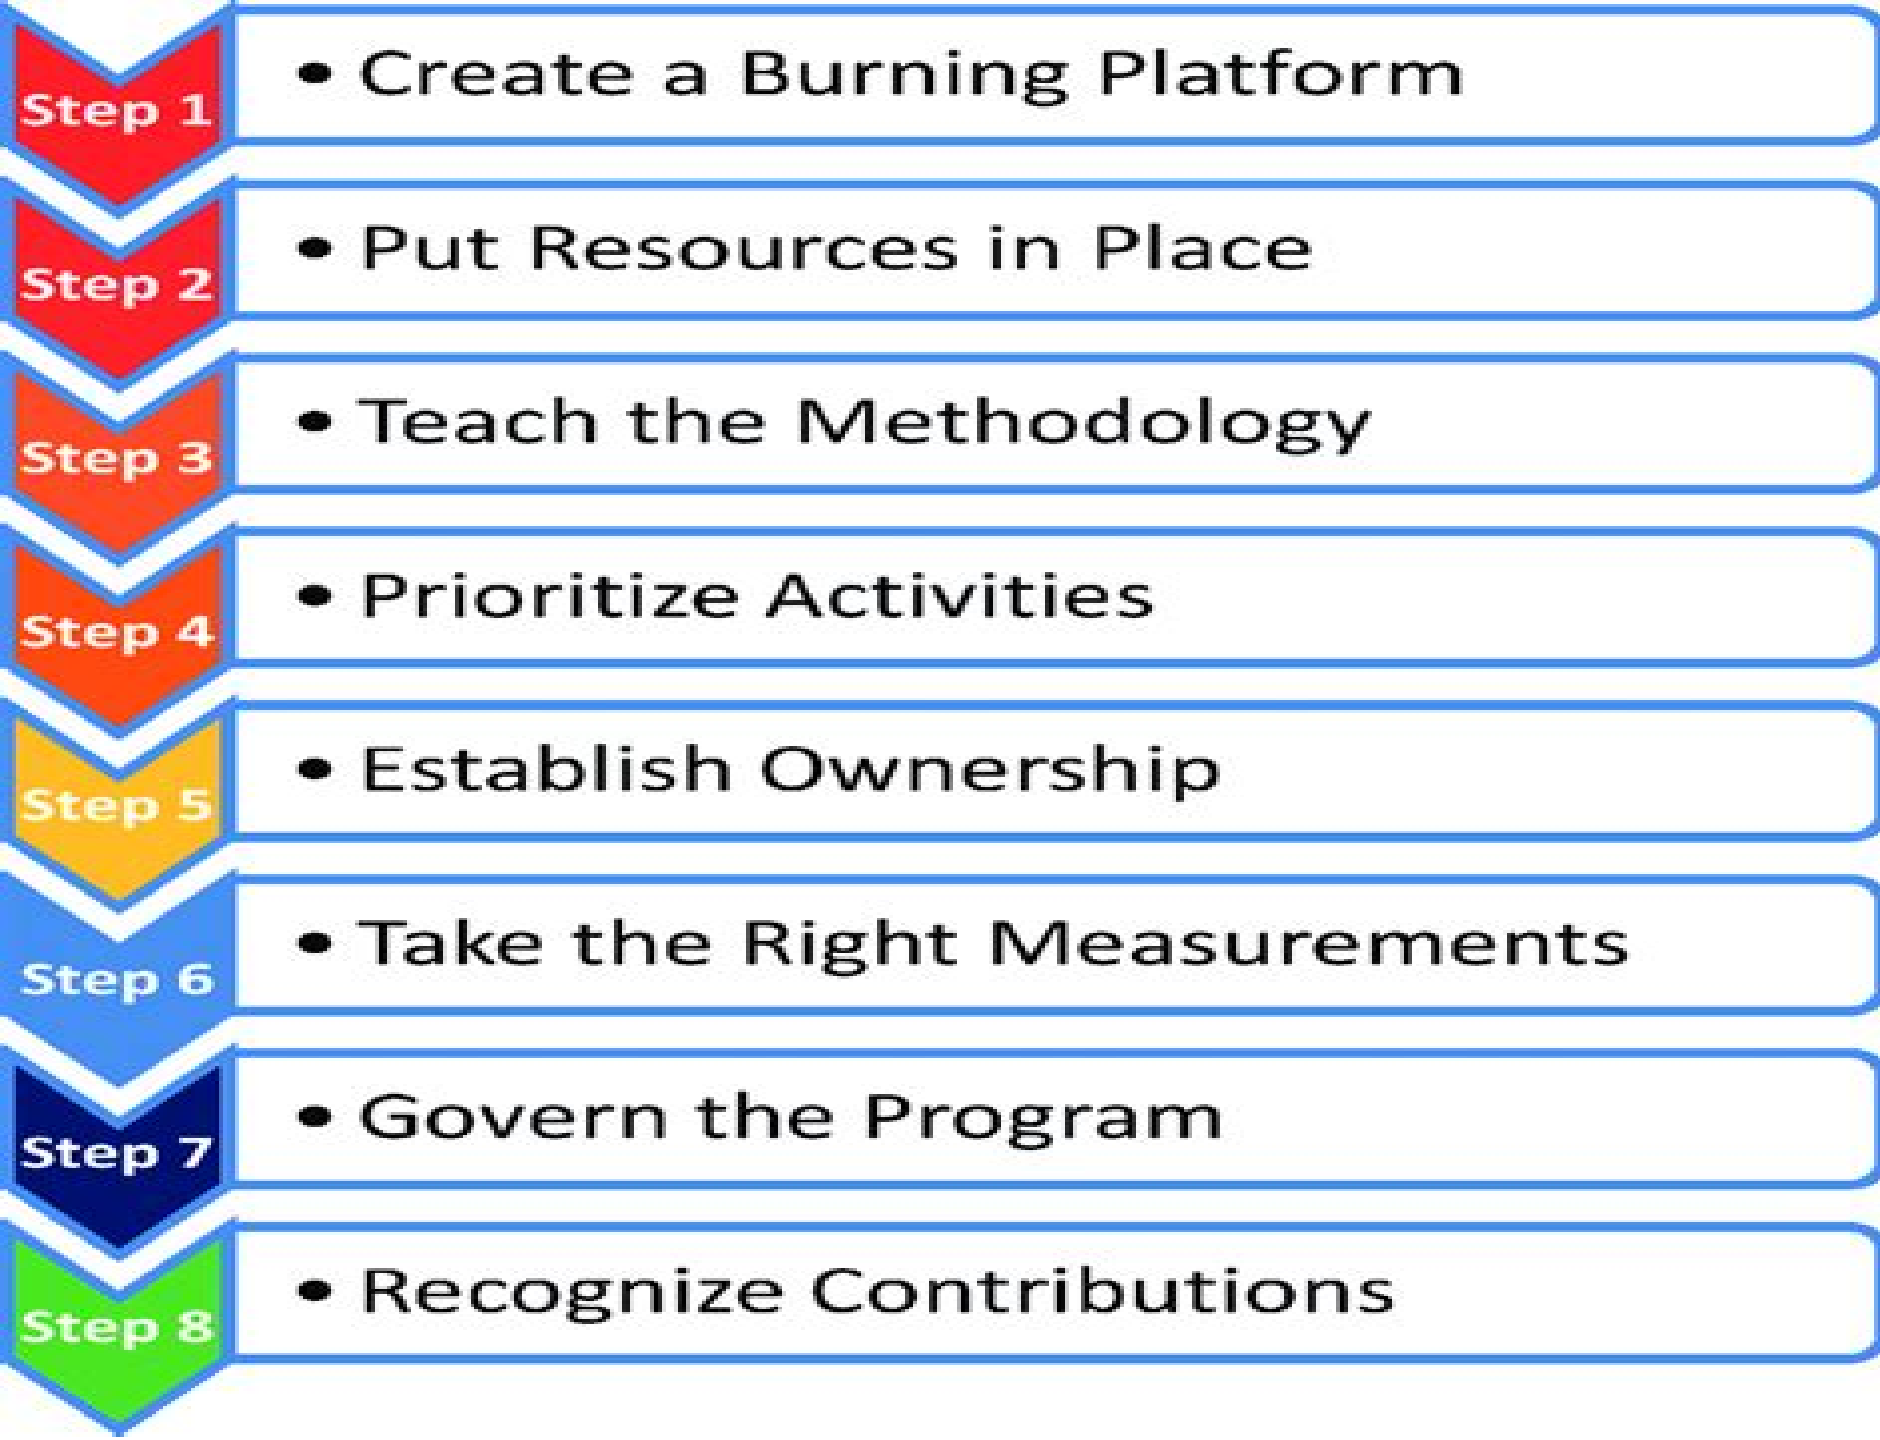 Step 1
• Create a Burning Platform
Step 2
• Put Resources in Place
Step 3
• Teach the Methodology
Step 4
• Prioritize Activities
Step 5
• Establish Ownership
Step 6
• Take the Right Measurements
Step 7
• Govern the Program
Step 8
• Recognize Contributions